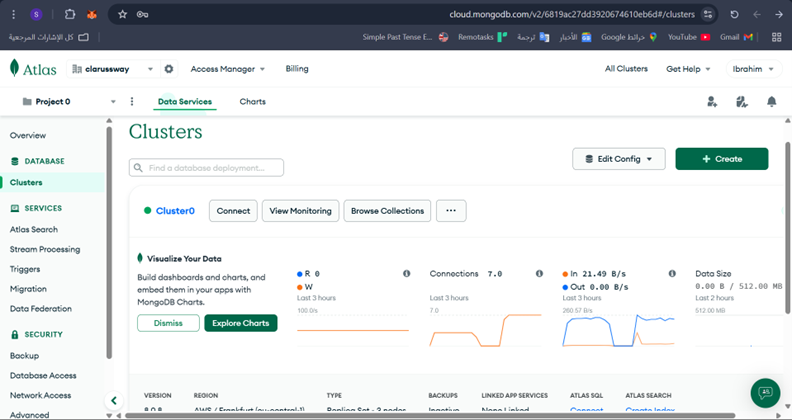 S
cloud.mongodb.com/v2/6819ac27dd3920674610eb6d#/clusters
كل الإشارات المرجعية
Simple Past Tense E...
Remotasks
ترجمة
الأخبار
خرائط Google
YouTube
Gmail
Atlas
clarussway
Access Manager
Billing
All Clusters
Get Help
Ibrahim
Project 0
Data Services
Charts
Overview
DATABASE
Clusters
SERVICES
Atlas Search
Stream Processing
Triggers
Migration
Data Federation
SECURITY
Backup
Database Access
Network Access
Advanced
Clusters
Find a database deployment...
Edit Config
+ Create
Cluster0
Connect
View Monitoring
Browse Collections
...
Visualize Your Data
Build dashboards and charts, and
embed them in your apps with
MongoDB Charts.
Dismiss
Explore Charts
R 0
W
Last 3 hours
100.0/s
Connections 7.0
Last 3 hours
7.0
In 21.49 B/s
Out 0.00 B/s
Last 3 hours
260.57 B/s
Data Size
0.00 B / 512.00 MB
Last 2 hours
512.00 MB
VERSION
REGION
TYPE
BACKUPS
LINKED APP SERVICES
ATLAS SQL
ATLAS SEARCH
8.0.8
AWS / Frankfurt (eu-central-1)
Replica Set - 3 nodes
Inactive
None Linked
Connect
Create Index